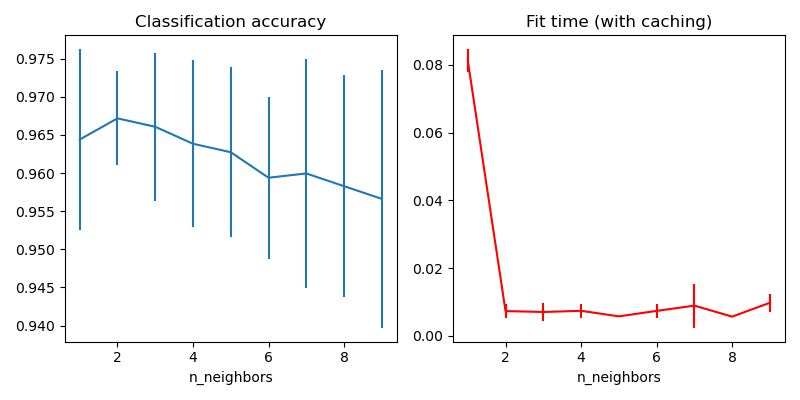 Classification accuracy
0.975
0.970
0.965
0.960
0.955
0.950
0.945
0.940
2 4 6 8
n_neighbors
Fit time (with caching)
0.08
0.06
0.04
0.02
0.00
2 4 6 8
n_neighbors